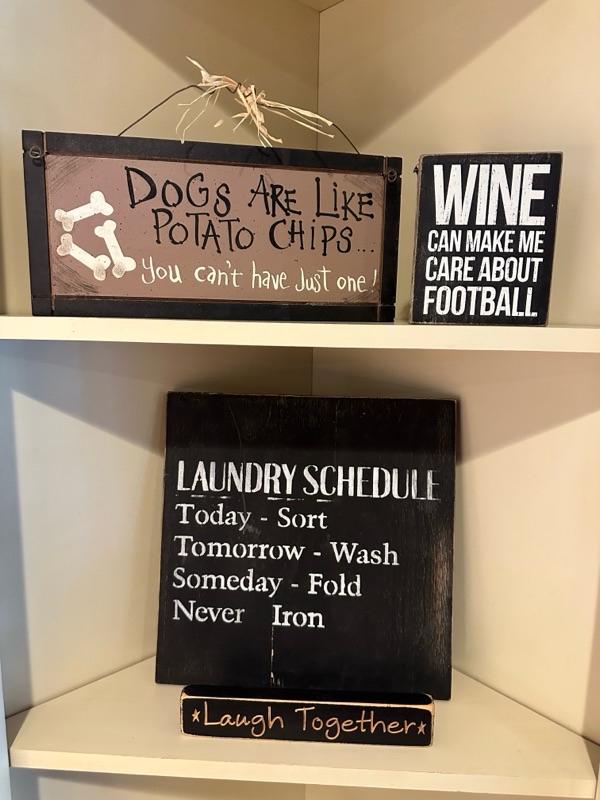 DOGS ARE LIKE
POTATO CHIPS...
you can't have just one!
WINE
CAN MAKE ME
CARE ABOUT
FOOTBALL
LAUNDRY SCHEDULE
Today - Sort
Tomorrow - Wash
Someday - Fold
Never Iron
Laugh Together